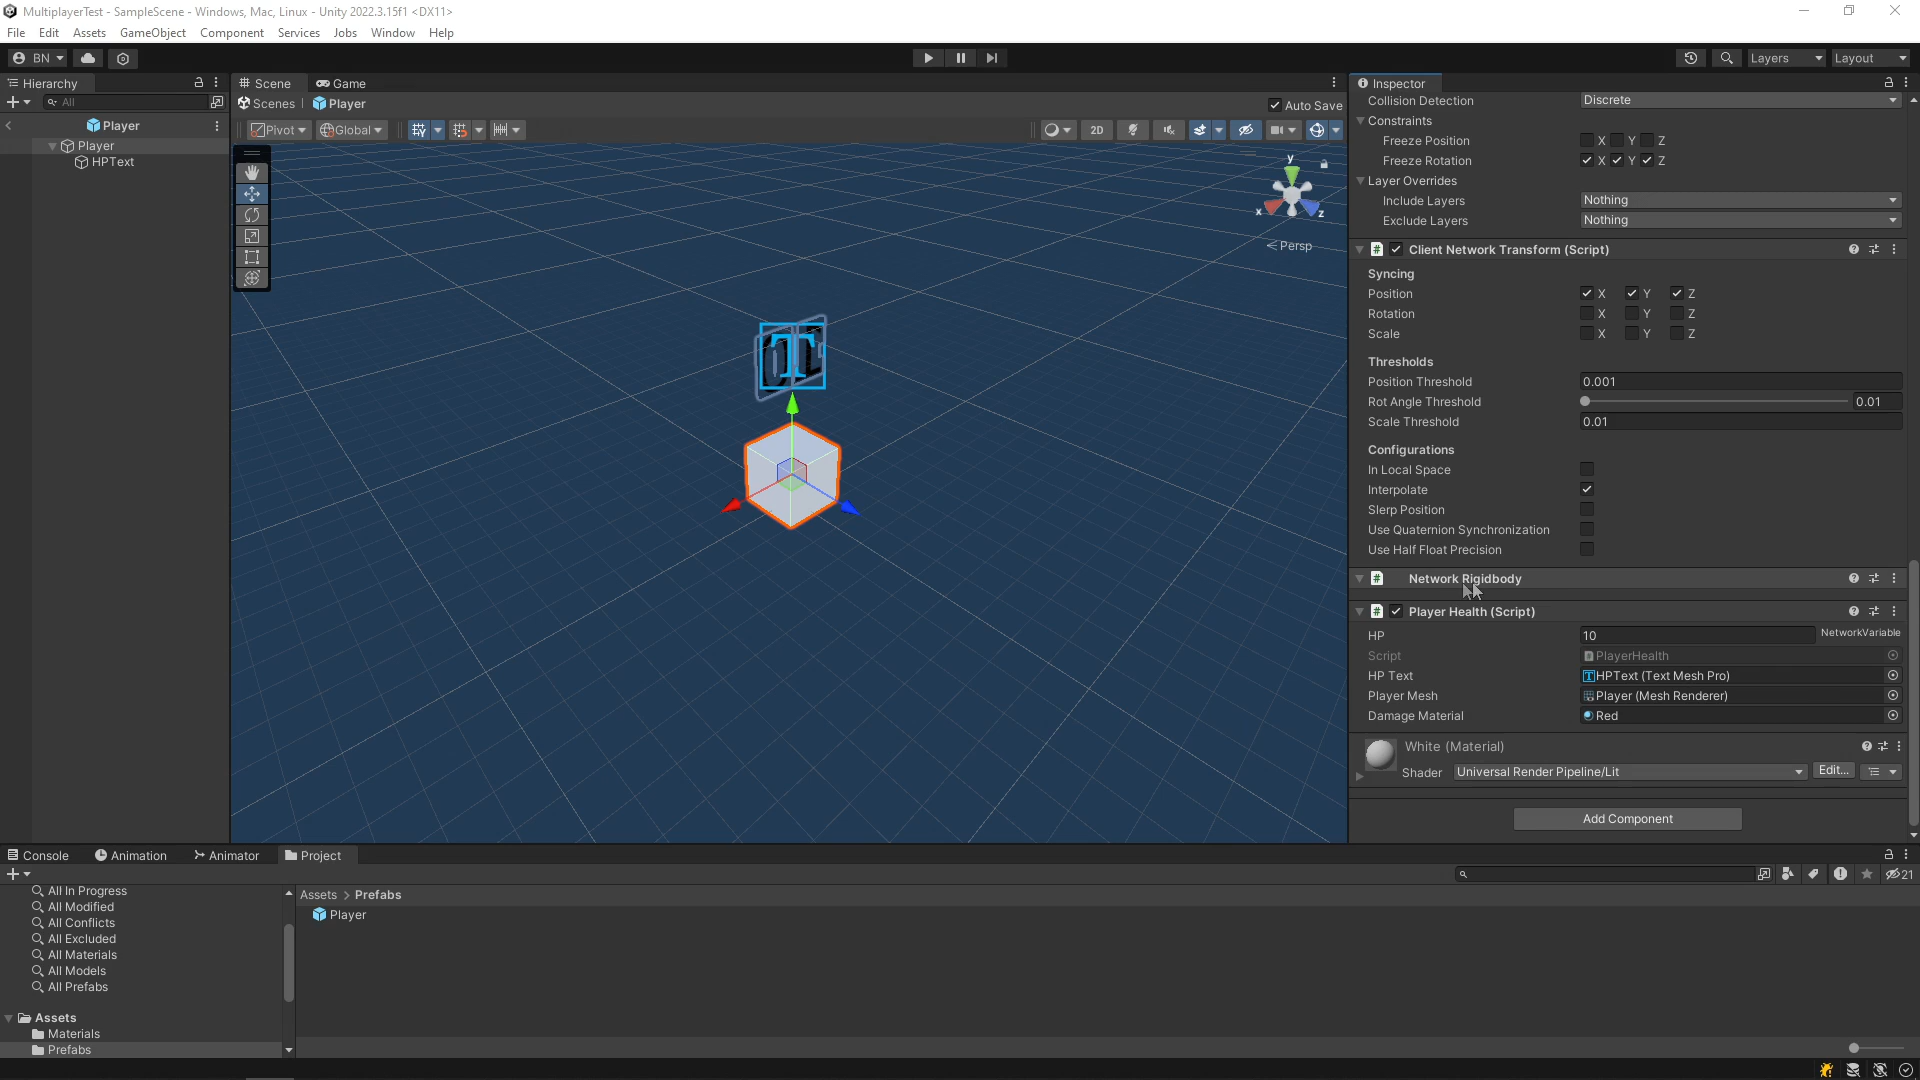 MultiplayerTest - SampleScene - Windows, Mac, Linux - Unity 2022.3.15f1 <DX11>
File Edit Assets GameObject Component Services Jobs Window Help
BN Layers Layout
Hierarchy Scene Game Inspector
All Scenes Player Auto Save
Player
Pivot Global 2D
Player
HPText
y
x z
Persp
T
Collision Detection Discrete
Constraints
Freeze Position X Y Z
Freeze Rotation X Y Z
Layer Overrides
Include Layers Nothing
Exclude Layers Nothing
# Client Network Transform (Script)
Syncing
Position X Y Z
Rotation X Y Z
Scale X Y Z
Thresholds
Position Threshold 0.001
Rot Angle Threshold 0.01
Scale Threshold 0.01
Configurations
In Local Space
Interpolate
Slerp Position
Use Quaternion Synchronization
Use Half Float Precision
# Network Rigidbody
# Player Health (Script)
HP 10 NetworkVariable
Script PlayerHealth
HP Text HPText (Text Mesh Pro)
Player Mesh Player (Mesh Renderer)
Damage Material Red
White (Material)
Shader Universal Render Pipeline/Lit Edit...
Add Component
Console Animation Animator Project
21
All In Progress
All Modified
All Conflicts
All Excluded
All Materials
All Models
All Prefabs
Assets
Materials
Prefabs
Assets > Prefabs
Player